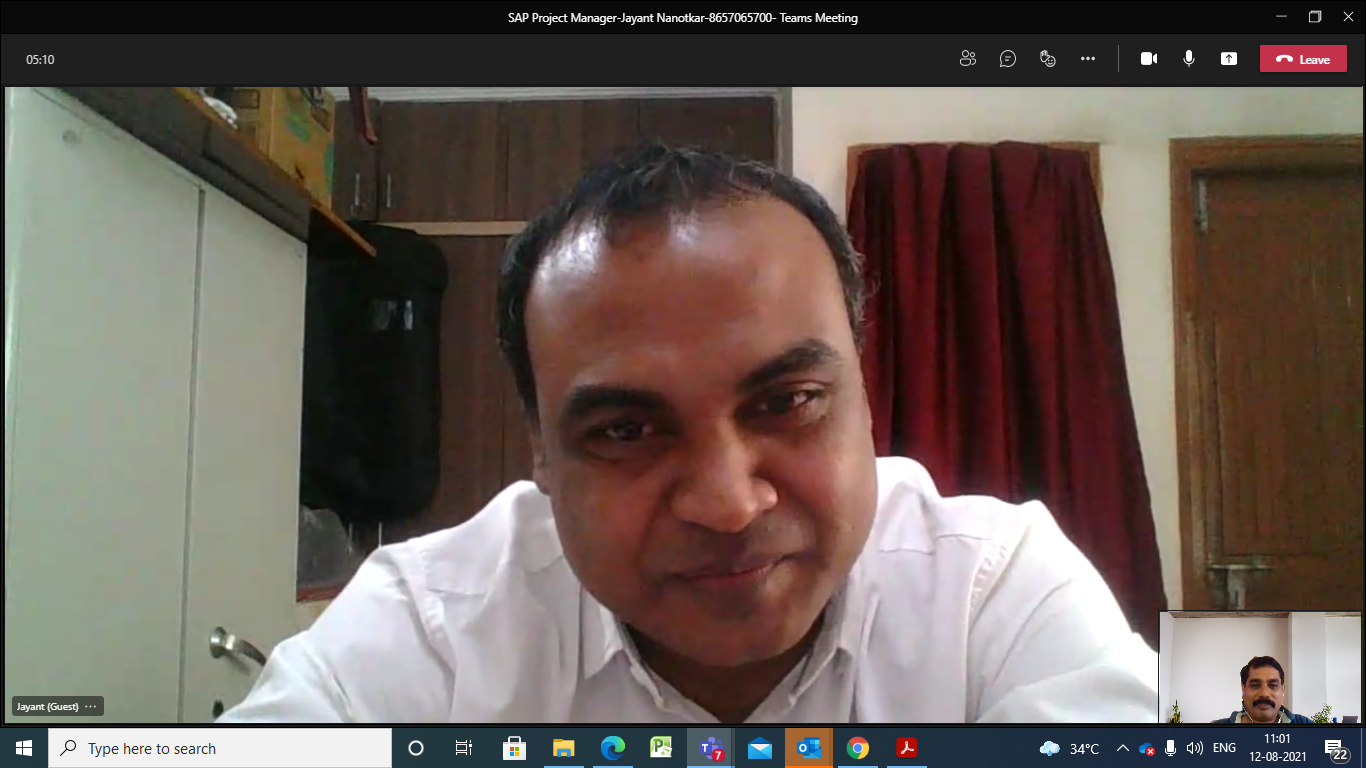 SAP Project Manager-Jayant Nanotkar-8657065700- Teams Meeting
05:10
Leave
Jayant (Guest)
Type here to search
7
34°C
ENG
11:01
12-08-2021
22